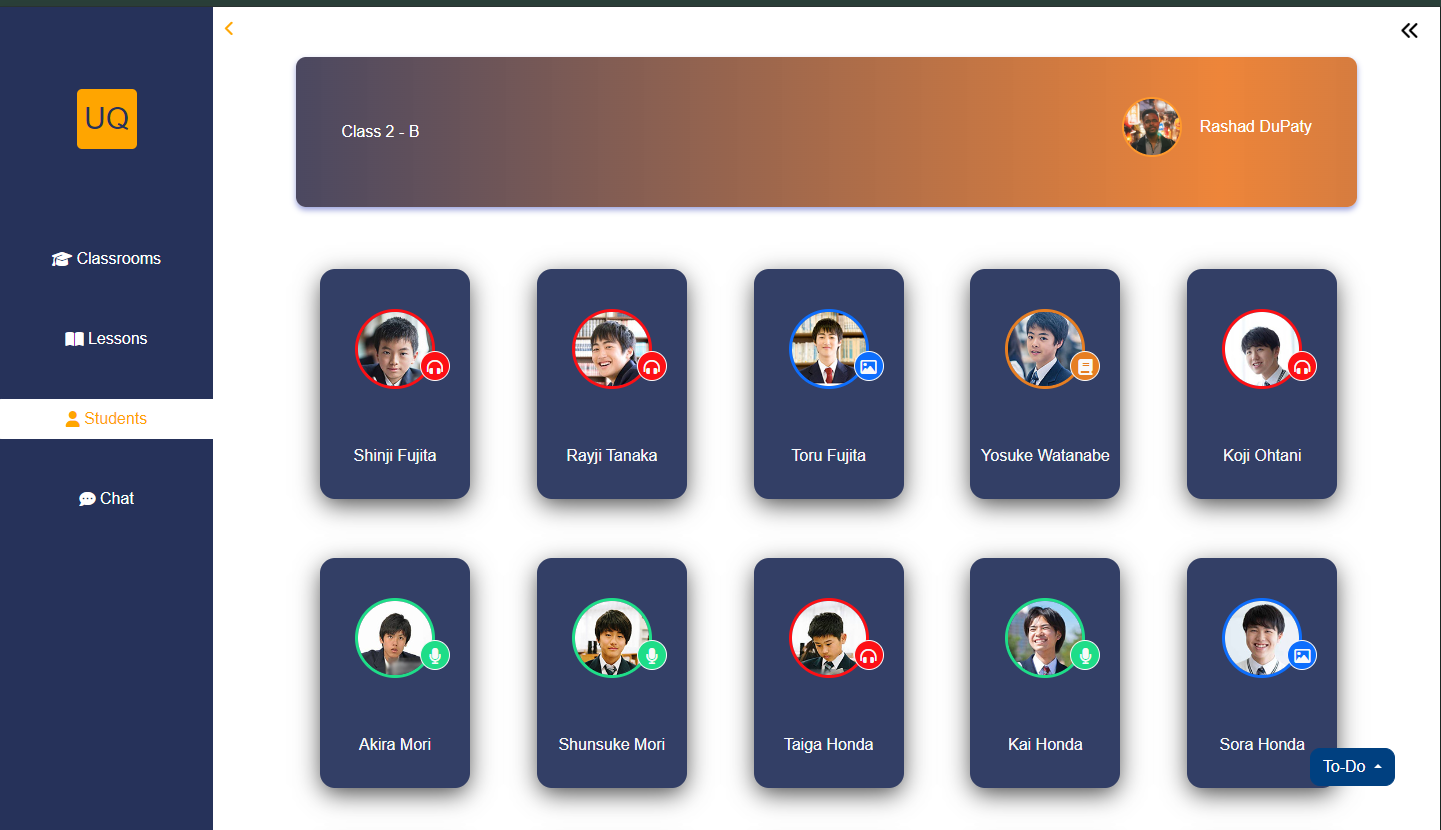 UQ
Classrooms
Lessons
Students
Chat
Class 2 - B
Rashad DuPaty
Shinji Fujita
Rayji Tanaka
Toru Fujita
Yosuke Watanabe
Koji Ohtani
Akira Mori
Shunsuke Mori
Taiga Honda
Kai Honda
Sora Honda
To-Do